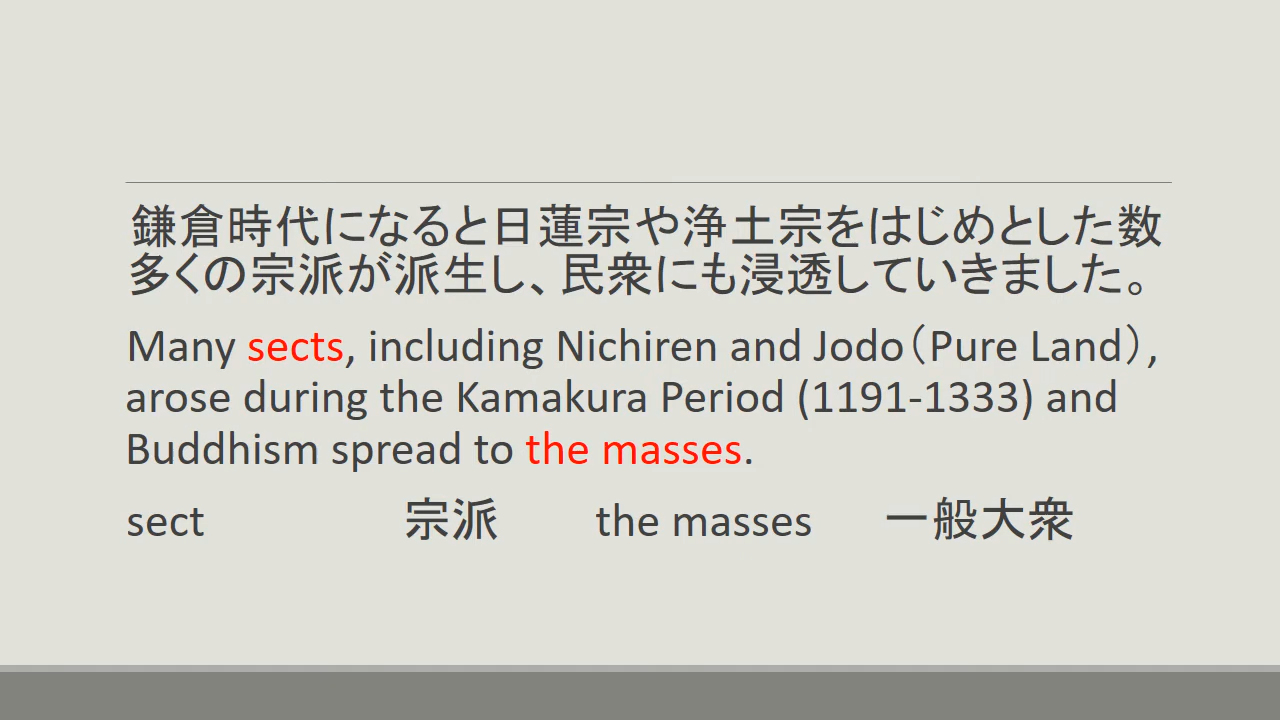 鎌倉時代になると日蓮宗や浄土宗をはじめとした数
多くの宗派が派生し、民衆にも浸透していきました。
Many sects, including Nichiren and Jodo（Pure Land）,
arose during the Kamakura Period (1191-1333) and
Buddhism spread to the masses.
sect 宗派 the masses 一般大衆